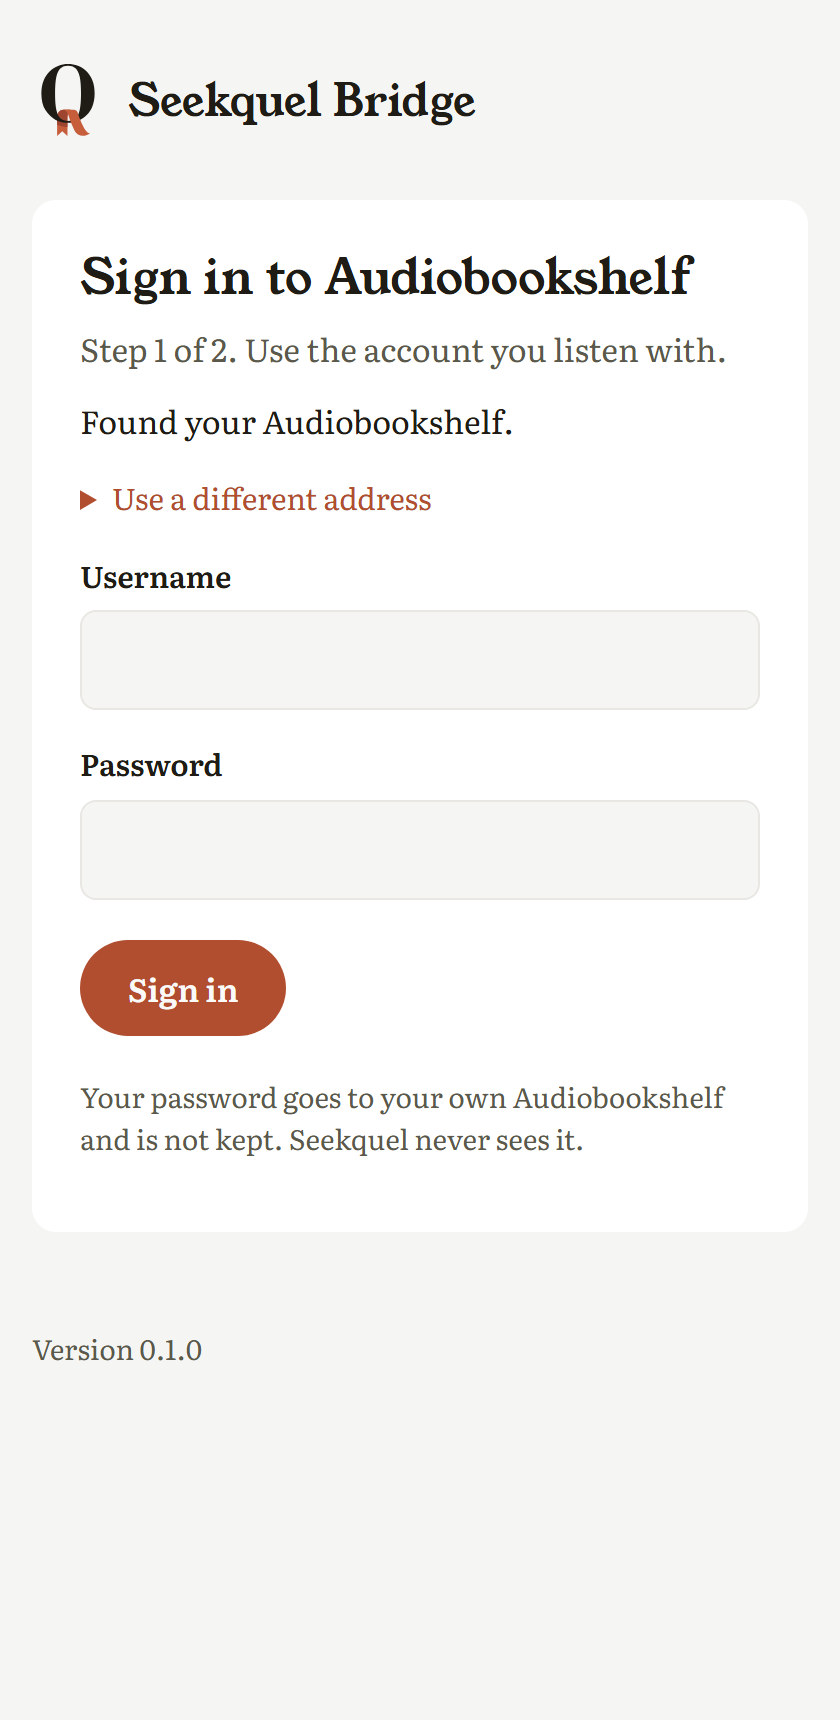 Seekquel Bridge
Sign in to Audiobookshelf
Step 1 of 2. Use the account you listen with.
Found your Audiobookshelf.
Use a different address
Username
Password
Sign in
Your password goes to your own Audiobookshelf
and is not kept. Seekquel never sees it.
Version 0.1.0